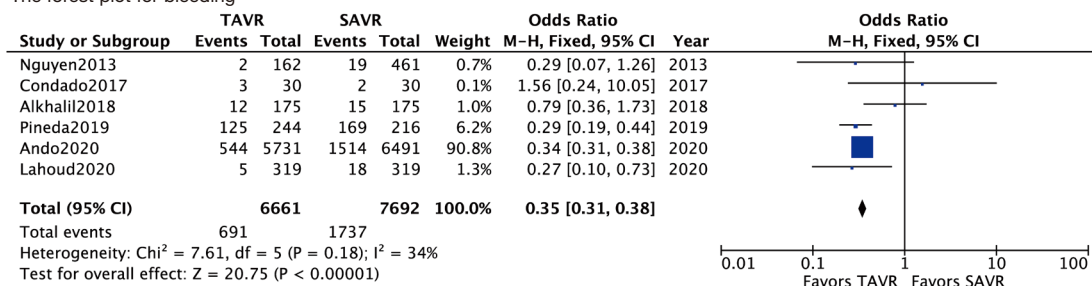 The forest plot for bleeding
TAVR SAVR Odds Ratio Odds Ratio
Study or Subgroup Events Total Events Total Weight M-H, Fixed, 95% CI Year M-H, Fixed, 95% CI
Nguyen2013 2 162 19 461 0.7% 0.29 [0.07, 1.26] 2013
Condado2017 3 30 2 30 0.1% 1.56 [0.24, 10.05] 2017
Alkhalil2018 12 175 15 175 1.0% 0.79 [0.36, 1.73] 2018
Pineda2019 125 244 169 216 6.2% 0.29 [0.19, 0.44] 2019
Ando2020 544 5731 1514 6491 90.8% 0.34 [0.31, 0.38] 2020
Lahoud2020 5 319 18 319 1.3% 0.27 [0.10, 0.73] 2020
Total (95% CI) 6661 7692 100.0% 0.35 [0.31, 0.38]
Total events 691 1737
Heterogeneity: Chi² = 7.61, df = 5 (P = 0.18); I² = 34%
Test for overall effect: Z = 20.75 (P < 0.00001)
0.01 0.1 1 10 100
Favors TAVR Favors SAVR